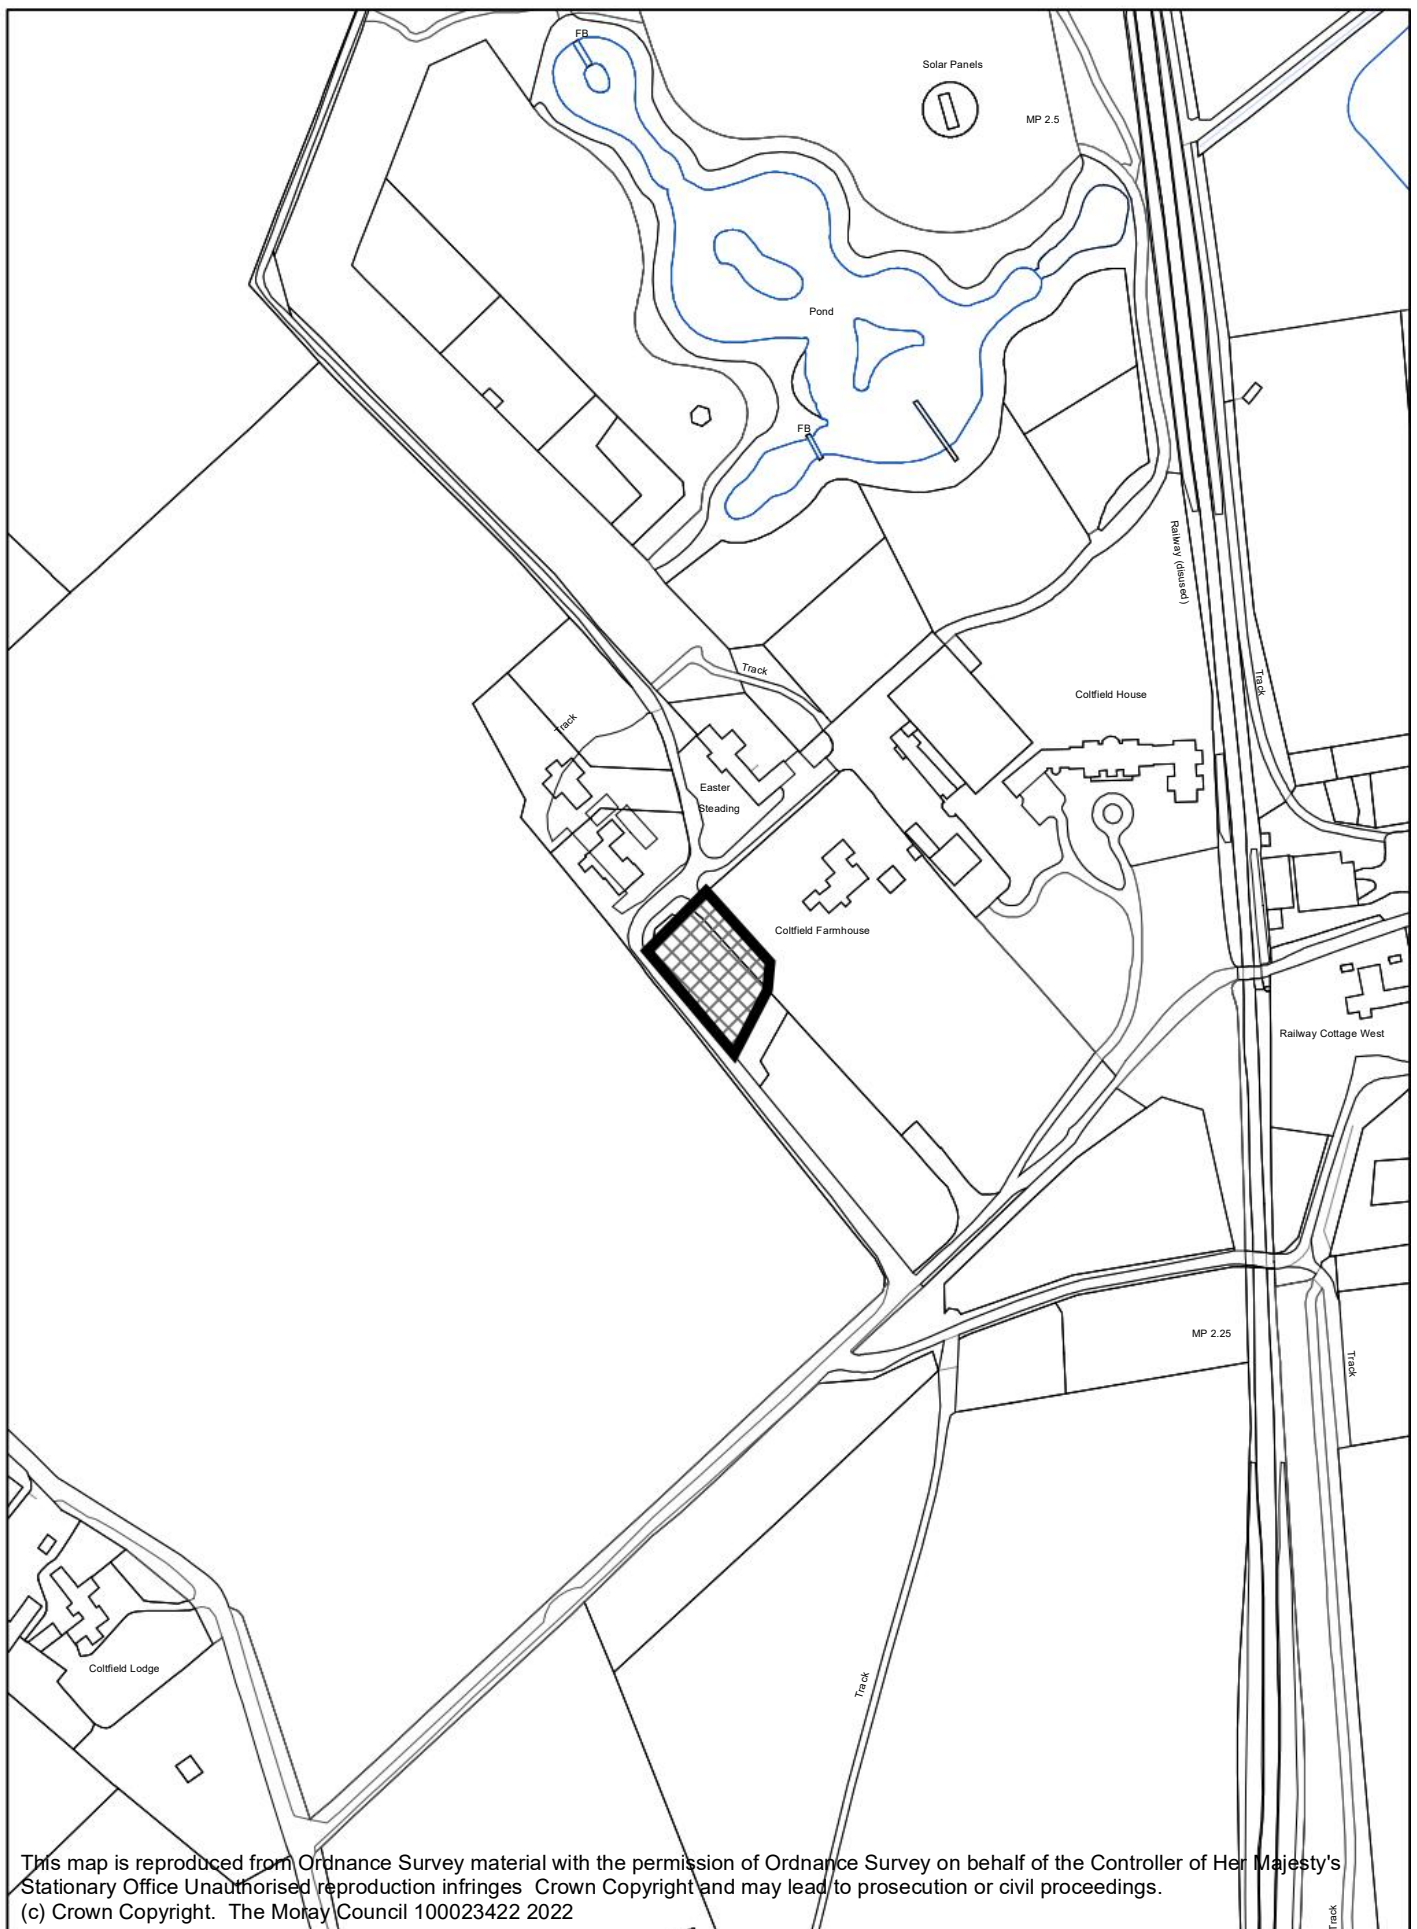 FB
Solar Panels
MP 2.5
Pond
FB
Railway (disused)
Track
Track
Coltfield House
Track
Easter
Steading
Coltfield Farmhouse
Railway Cottage West
MP 2.25
Track
Coltfield Lodge
Track
Track
This map is reproduced from Ordnance Survey material with the permission of Ordnance Survey on behalf of the Controller of Her Majesty's
Stationary Office Unauthorised reproduction infringes Crown Copyright and may lead to prosecution or civil proceedings.
(c) Crown Copyright. The Moray Council 100023422 2022